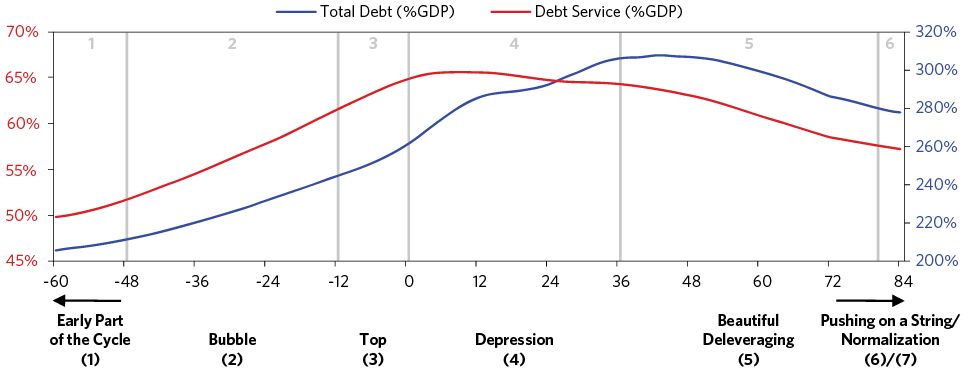 Total Debt (%GDP) Debt Service (%GDP)
70% 320%
1 2 3 4 5 6
65% 300%
280%
60%
260%
55%
240%
50% 220%
45% 200%
-60 -48 -36 -24 -12 0 12 24 36 48 60 72 84
Early Part
of the Cycle
(1)
Bubble
(2)
Top
(3)
Depression
(4)
Beautiful
Deleveraging
(5)
Pushing on a String/
Normalization
(6)/(7)